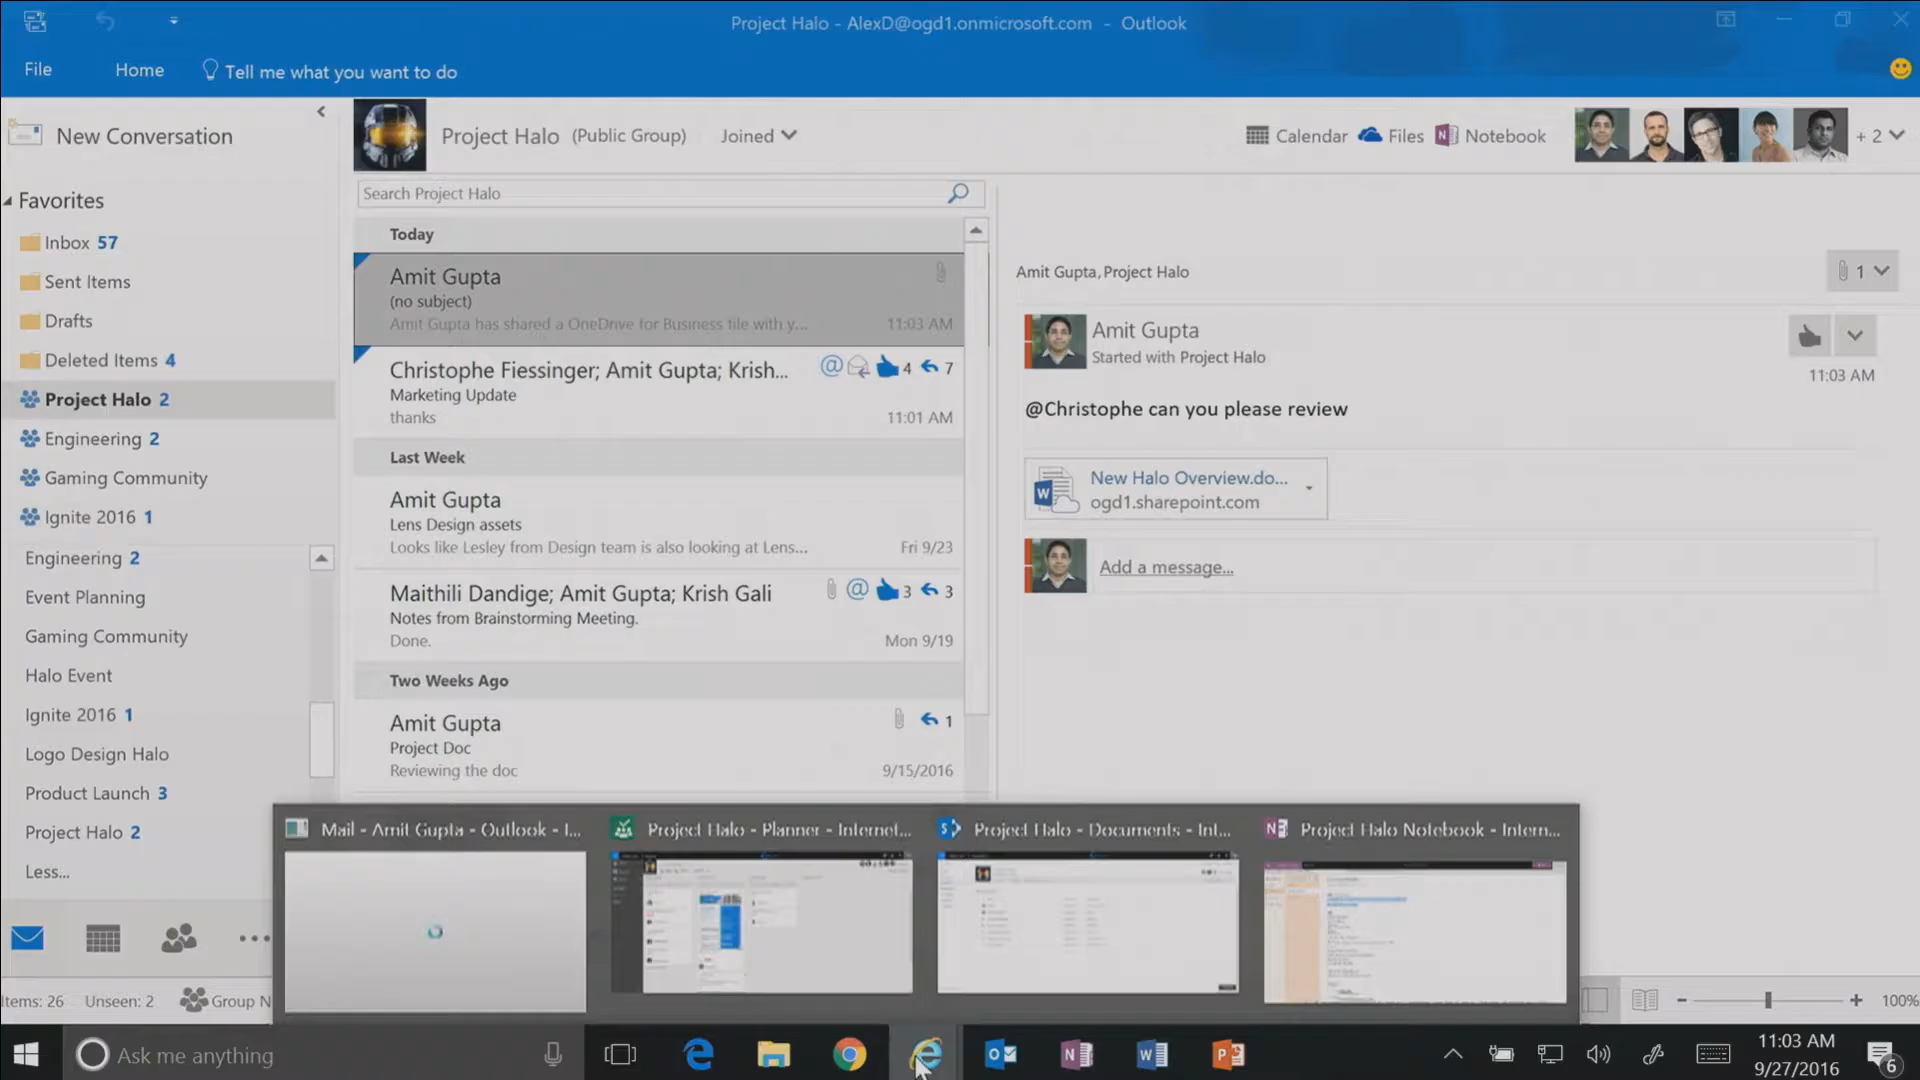 Project Halo - AlexD@ogd1.onmicrosoft.com - Outlook
File
Home
Tell me what you want to do
New Conversation
Project Halo (Public Group)
Joined
Calendar
Files
Notebook
+ 2
Favorites
Inbox 57
Sent Items
Drafts
Deleted Items 4
Project Halo 2
Engineering 2
Gaming Community
Ignite 2016 1
Engineering 2
Event Planning
Gaming Community
Halo Event
Ignite 2016 1
Logo Design Halo
Product Launch 3
Project Halo 2
Less...
Items: 26
Unseen: 2
Group N
Search Project Halo
Today
Amit Gupta
(no subject)
Amit Gupta has shared a OneDrive for Business file with y...
11:03 AM
Christophe Fiessinger; Amit Gupta; Krish...
4
7
Marketing Update
thanks
11:01 AM
Last Week
Amit Gupta
Lens Design assets
Looks like Lesley from Design team is also looking at Lens...
Fri 9/23
Maithili Dandige; Amit Gupta; Krish Gali
3
3
Notes from Brainstorming Meeting.
Done.
Mon 9/19
Two Weeks Ago
Amit Gupta
1
Project Doc
Reviewing the doc
9/15/2016
Amit Gupta, Project Halo
1
Amit Gupta
Started with Project Halo
11:03 AM
@Christophe can you please review
New Halo Overview.do...
ogd1.sharepoint.com
Add a message...
Mail - Amit Gupta - Outlook - I...
Project Halo - Planner - Internet...
Project Halo - Documents - Int...
Project Halo Notebook - Intern...
100%
Ask me anything
11:03 AM
9/27/2016
6